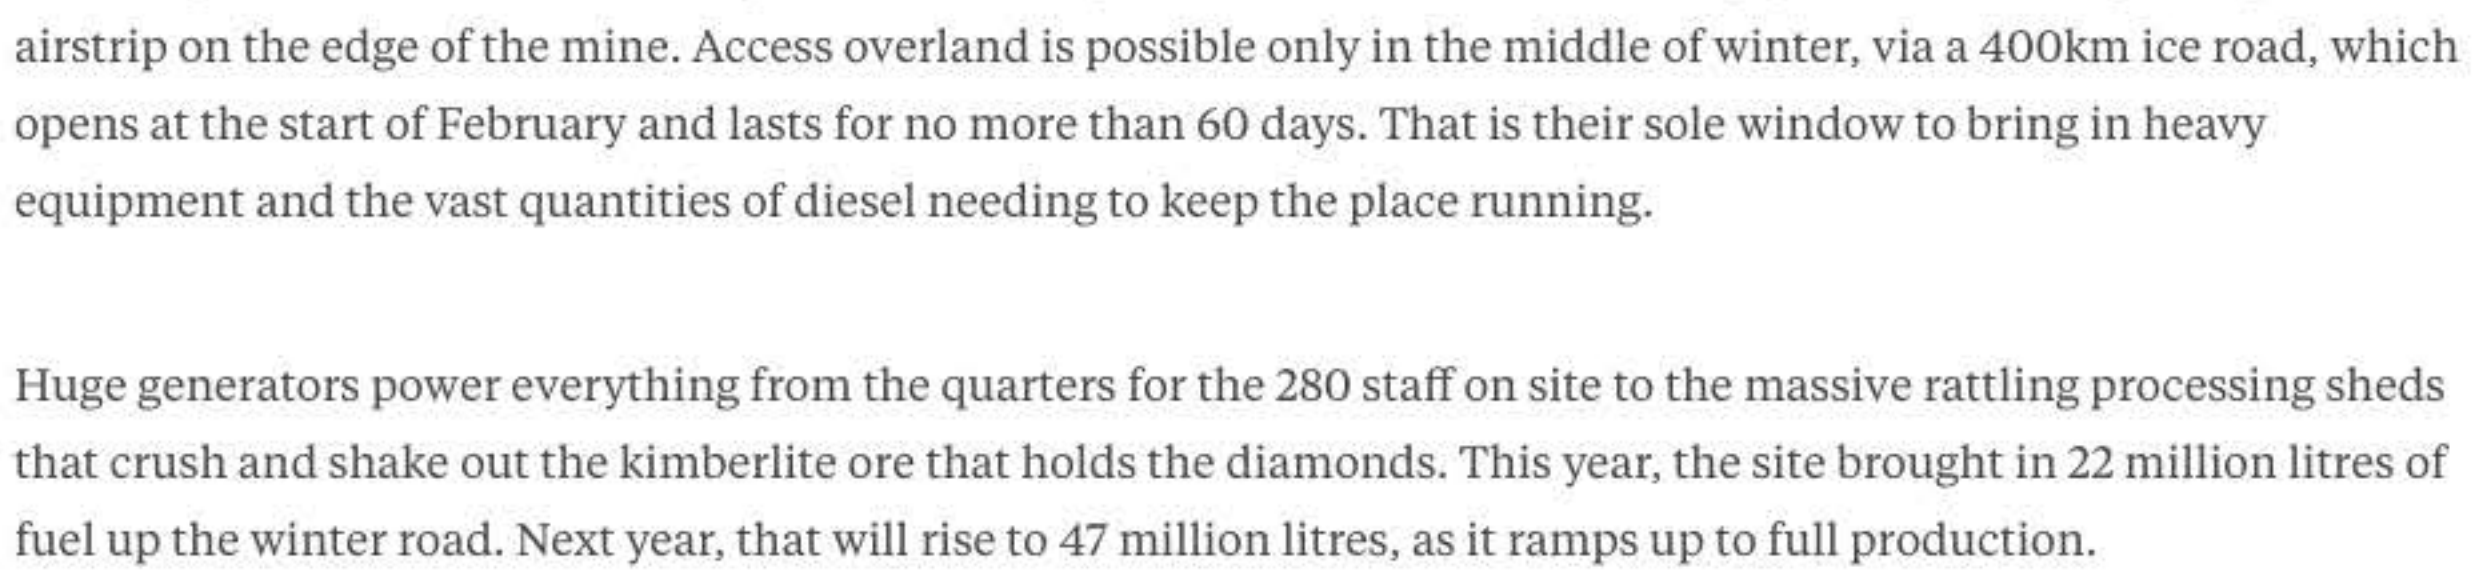 airstrip on the edge of the mine. Access overland is possible only in the middle of winter, via a 400km ice road, which
opens at the start of February and lasts for no more than 60 days. That is their sole window to bring in heavy
equipment and the vast quantities of diesel needing to keep the place running.
Huge generators power everything from the quarters for the 280 staff on site to the massive rattling processing sheds
that crush and shake out the kimberlite ore that holds the diamonds. This year, the site brought in 22 million litres of
fuel up the winter road. Next year, that will rise to 47 million litres, as it ramps up to full production.